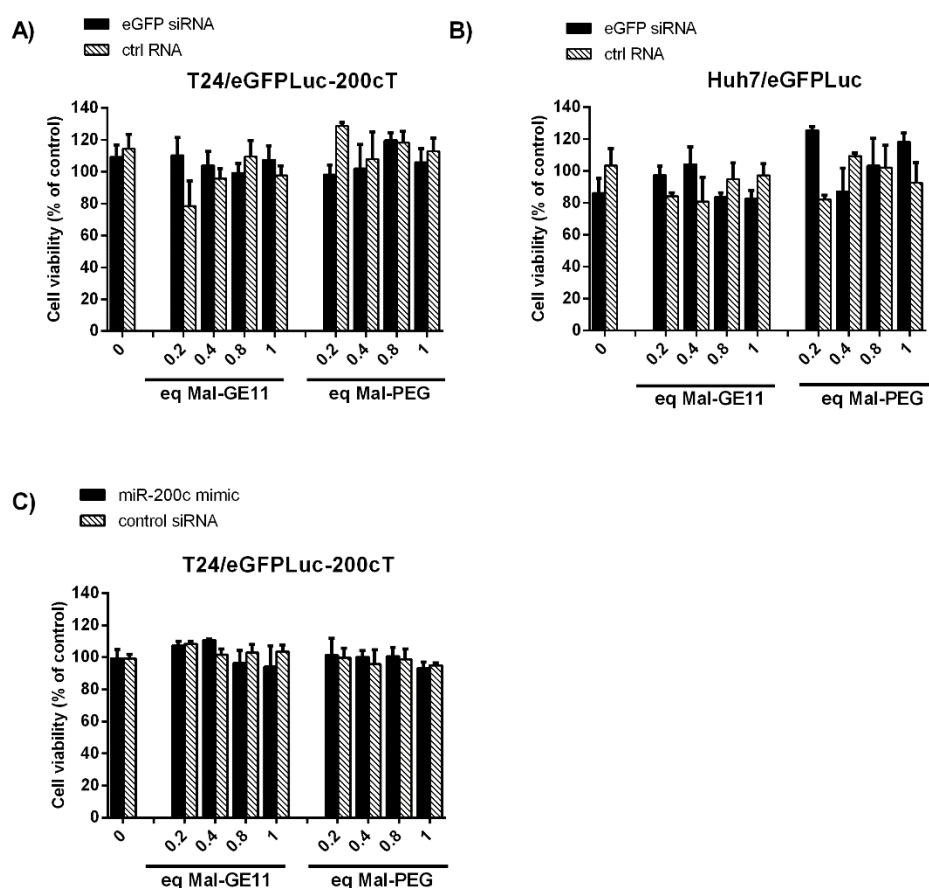 A)
eGFP siRNA
ctrl RNA
T24/eGFPLuc-200cT
Cell viability (% of control)
140
120
100
80
60
40
20
0
0 0.2 0.4 0.8 1 0.2 0.4 0.8 1
eq Mal-GE11 eq Mal-PEG
B)
eGFP siRNA
ctrl RNA
Huh7/eGFPLuc
Cell viability (% of control)
140
120
100
80
60
40
20
0
0 0.2 0.4 0.8 1 0.2 0.4 0.8 1
eq Mal-GE11 eq Mal-PEG
C)
miR-200c mimic
control siRNA
T24/eGFPLuc-200cT
Cell viability (% of control)
140
120
100
80
60
40
20
0
0 0.2 0.4 0.8 1 0.2 0.4 0.8 1
eq Mal-GE11 eq Mal-PEG